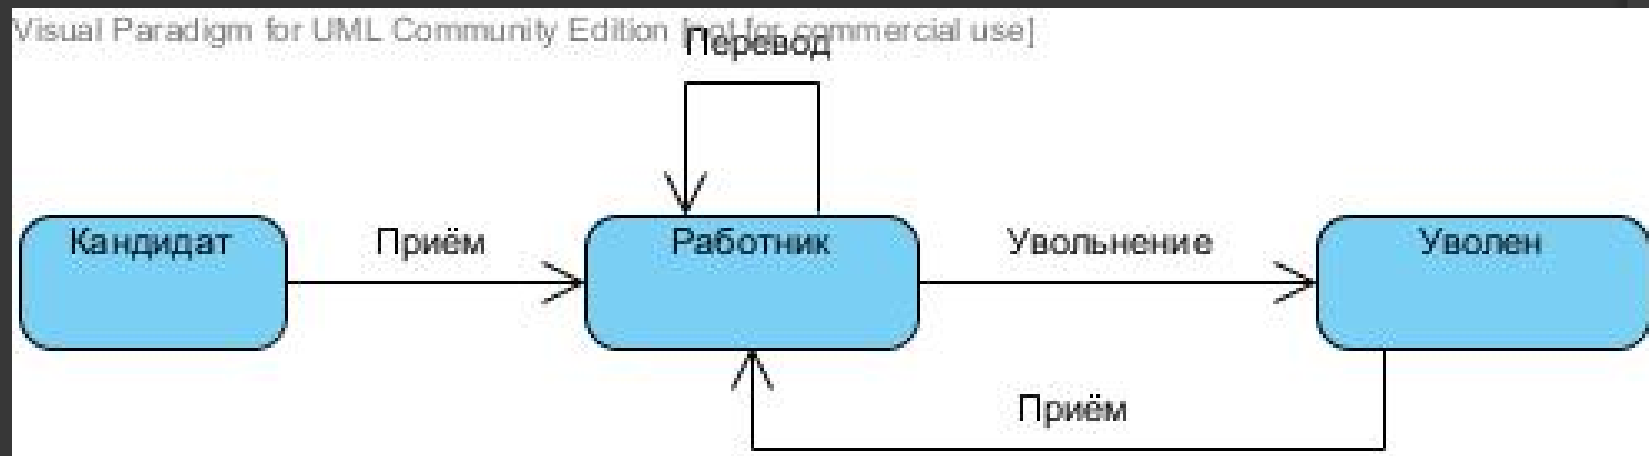 Visual Paradigm for UML Community Edition [not for commercial use]
Перевод
Кандидат
Приём
Работник
Увольнение
Уволен
Приём